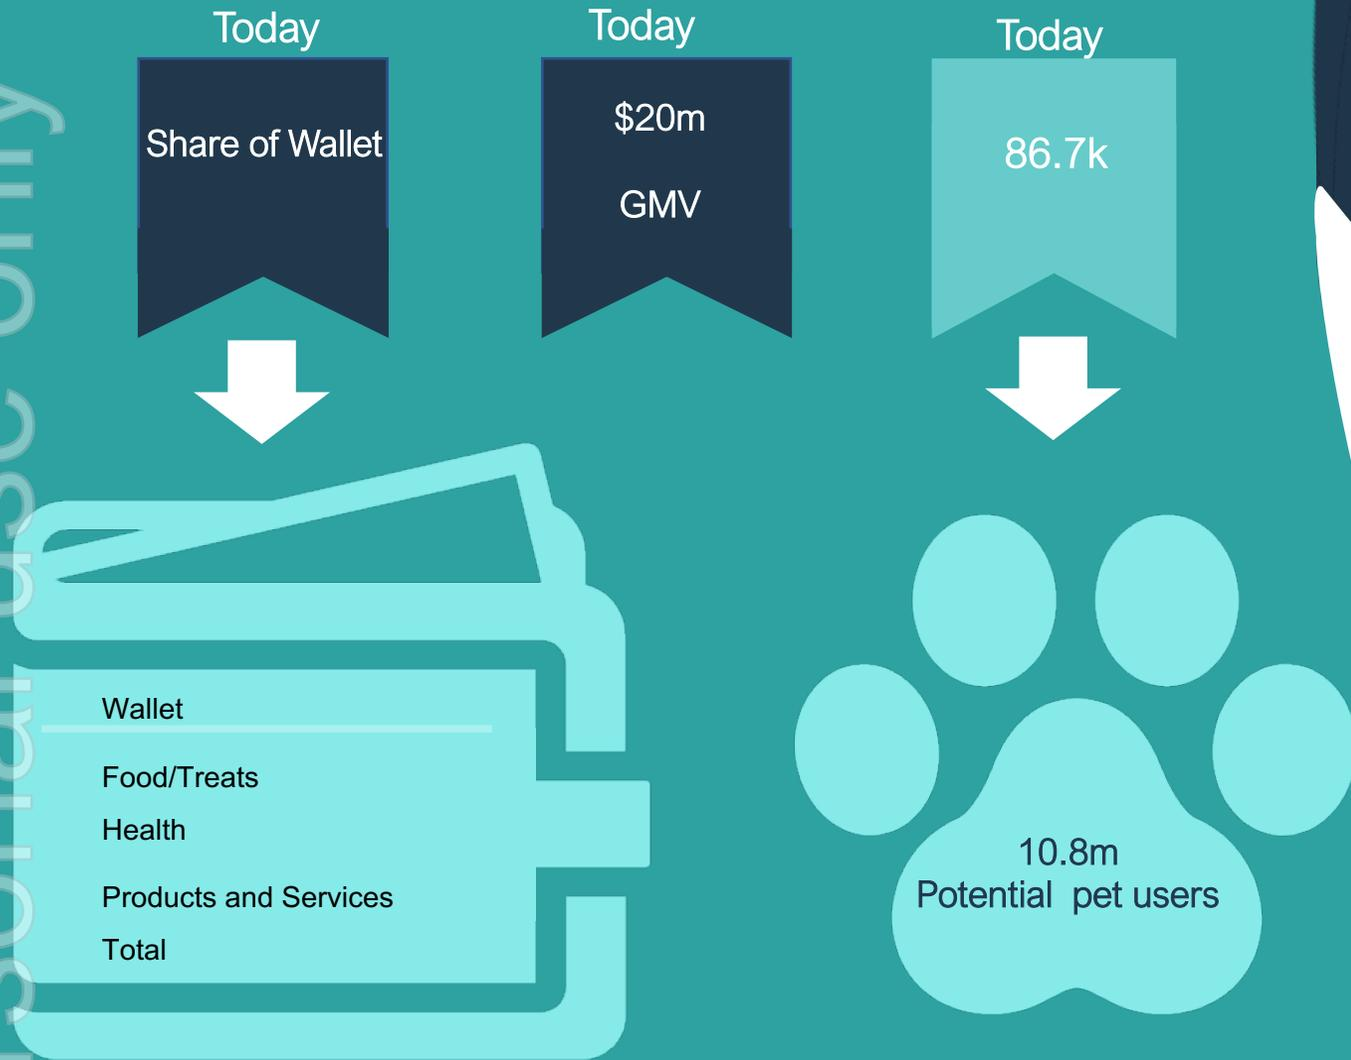 Today
Share of Wallet
Today
$20m
GMV
Today
86.7k
Wallet
Food/Treats
Health
Products and Services
Total
10.8m
Potential pet users